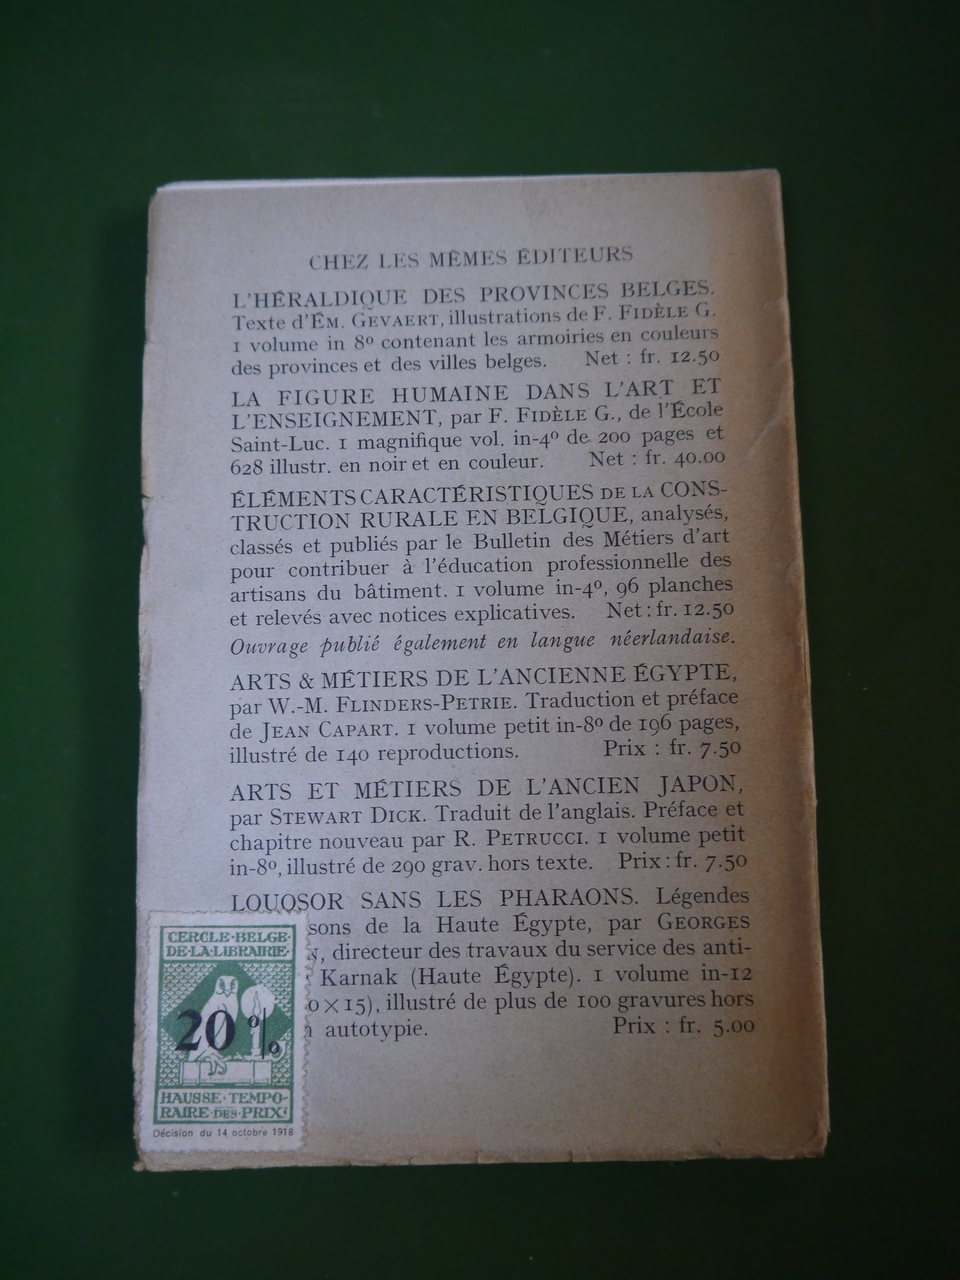 CHEZ LES MÊMES ÉDITEURS
L'HÉRALDIQUE DES PROVINCES BELGES.
Texte d'ÉM. GEVAERT, illustrations de F. FIDÈLE G.
1 volume in 8º contenant les armoiries en couleurs
des provinces et des villes belges. Net : fr. 12.50
LA FIGURE HUMAINE DANS L'ART ET
L'ENSEIGNEMENT, par F. FIDÈLE G., de l'École
Saint-Luc. 1 magnifique vol. in-4º de 200 pages et
628 illustr. en noir et en couleur. Net : fr. 40.00
ÉLÉMENTS CARACTÉRISTIQUES DE LA CONS-
TRUCTION RURALE EN BELGIQUE, analysés,
classés et publiés par le Bulletin des Métiers d'art
pour contribuer à l'éducation professionnelle des
artisans du bâtiment. 1 volume in-4º, 96 planches
et relevés avec notices explicatives. Net : fr. 12.50
Ouvrage publié également en langue néerlandaise.
ARTS & MÉTIERS DE L'ANCIENNE ÉGYPTE,
par W.-M. FLINDERS-PETRIE. Traduction et préface
de JEAN CAPART. 1 volume petit in-8º de 196 pages,
illustré de 140 reproductions. Prix : fr. 7.50
ARTS ET MÉTIERS DE L'ANCIEN JAPON,
par STEWART DICK. Traduit de l'anglais. Préface et
chapitre nouveau par R. PETRUCCI. 1 volume petit
in-8º, illustré de 290 grav. hors texte. Prix : fr. 7.50
LOUQSOR SANS LES PHARAONS. Légendes
sons de la Haute Égypte, par GEORGES
N, directeur des travaux du service des anti-
Karnak (Haute Égypte). 1 volume in-12
0 × 15), illustré de plus de 100 gravures hors
autotypie. Prix : fr. 5.00
CERCLE·BELGE·
DE·LA·LIBRAIRIE·
20 %
HAUSSE·TEMPO-
RAIRE·DES·PRIX!
Décision du 14 octobre 1918